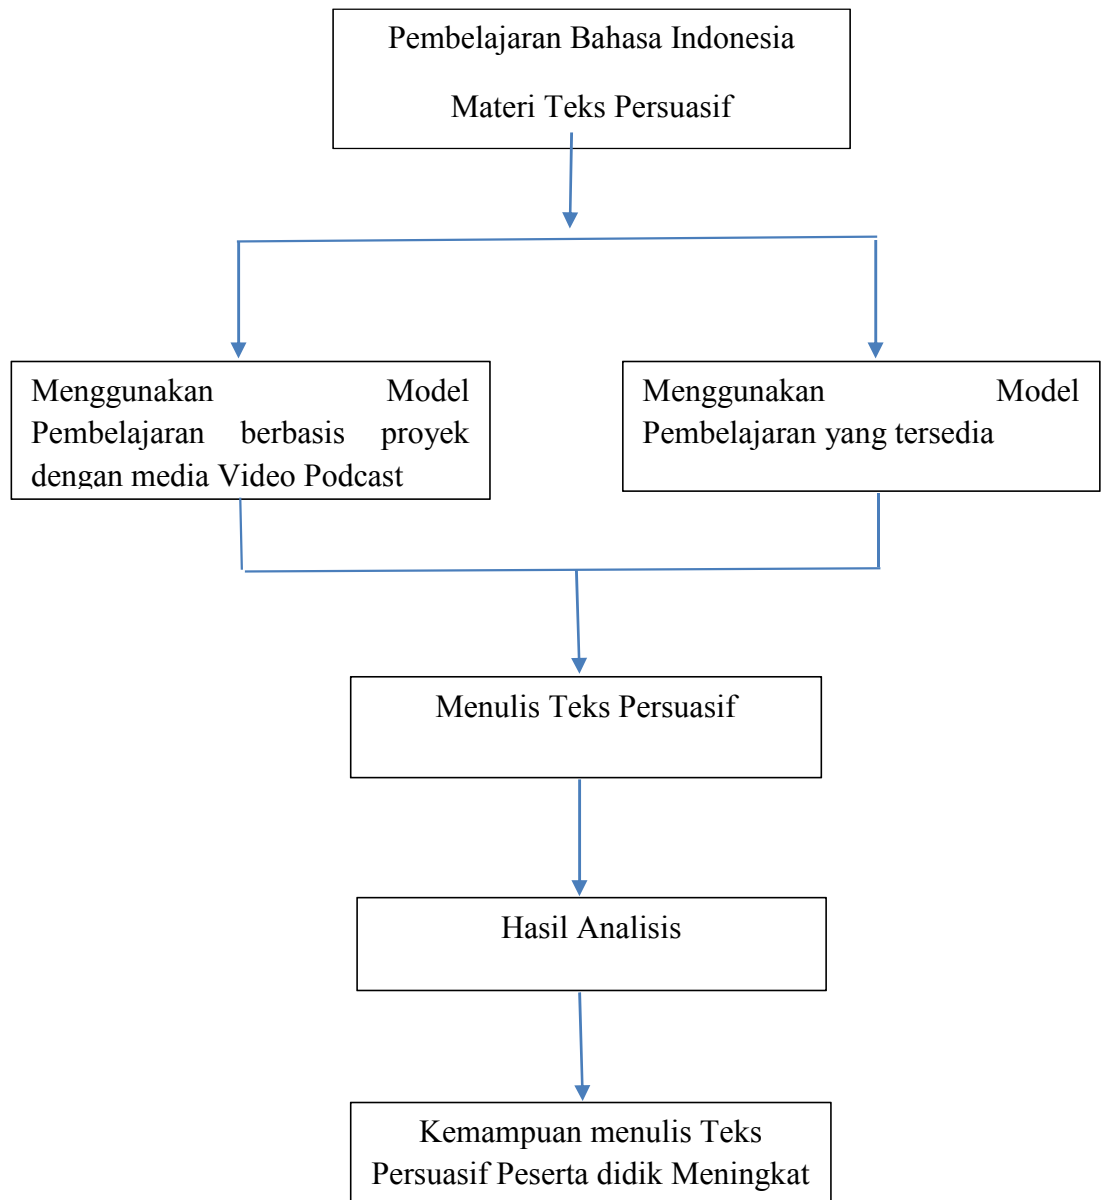 Pembelajaran Bahasa Indonesia
Materi Teks Persuasif
Menggunakan Model
Pembelajaran berbasis proyek
dengan media Video Podcast
Menggunakan Model
Pembelajaran yang tersedia
Menulis Teks Persuasif
Hasil Analisis
Kemampuan menulis Teks
Persuasif Peserta didik Meningkat